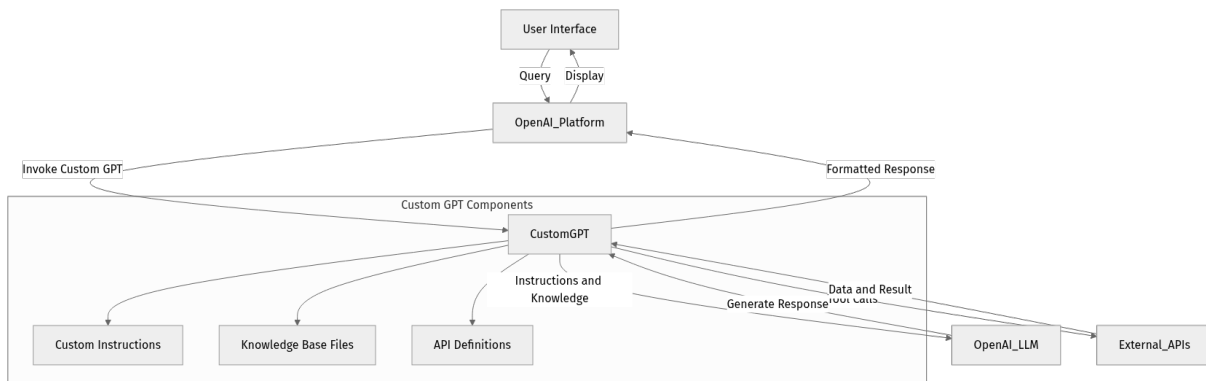 User Interface
Query
Display
OpenAI_Platform
Invoke Custom GPT
Formatted Response
Custom GPT Components
CustomGPT
Instructions and
Knowledge
Data and Result
Generate Response
Calls
Custom Instructions
Knowledge Base Files
API Definitions
OpenAI_LLM
External_APIs